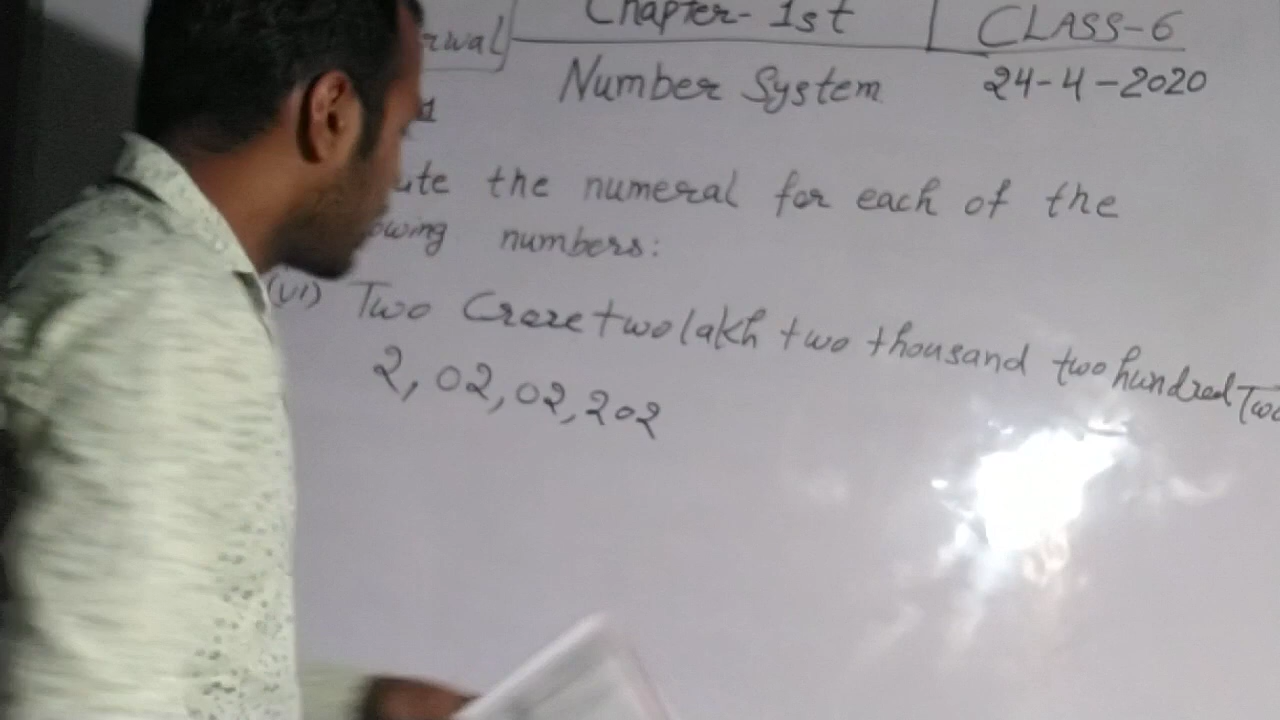 Chapter- 1st CLASS-6
Number System 24-4-2020
the numeral for each of the
numbers:
(VI) Two Crore two lakh two thousand two hundred Two
2,02,02,202